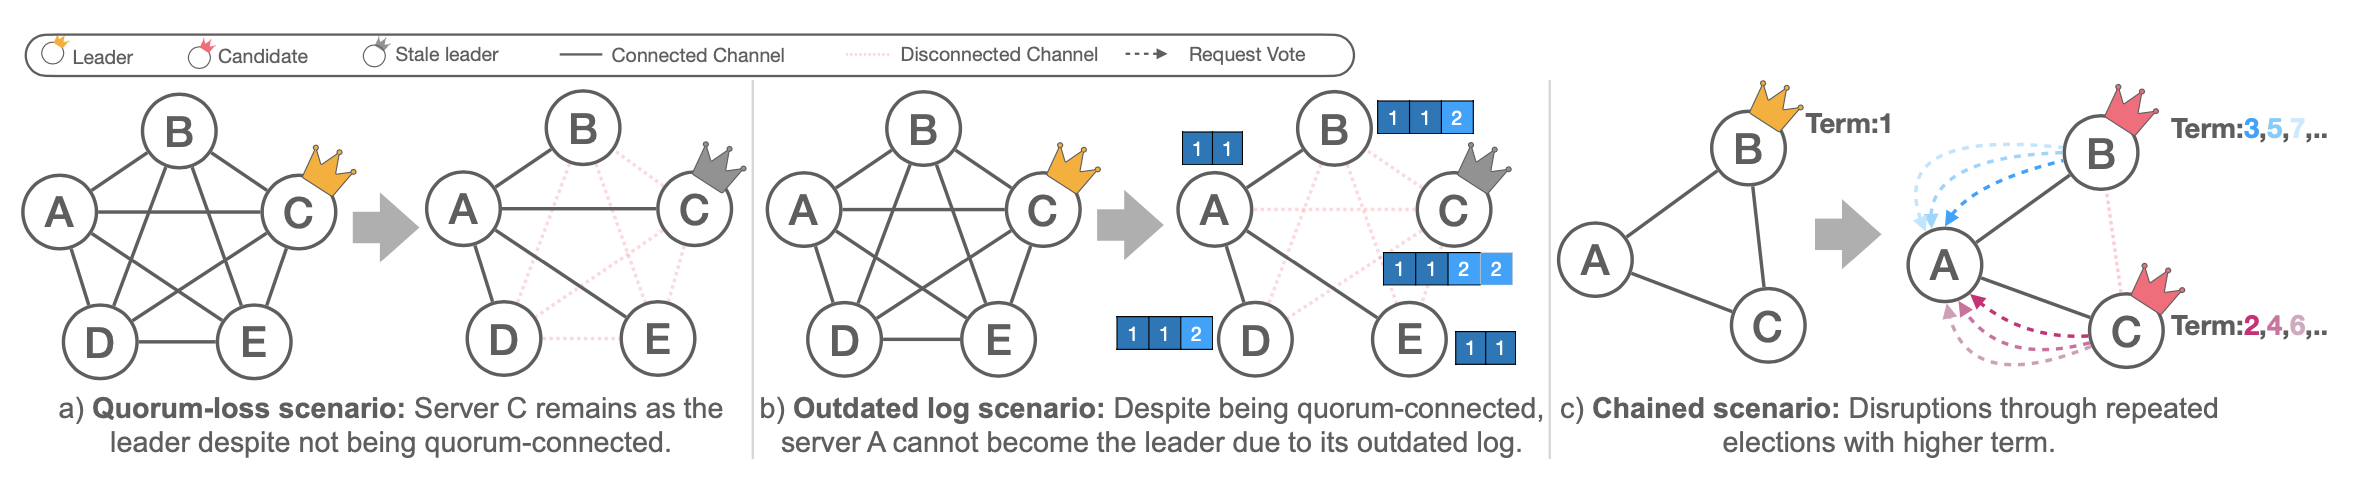 Leader
Candidate
Stale leader
Connected Channel
Disconnected Channel
Request Vote
B
A
C
D
E
B
A
C
D
E
a) Quorum-loss scenario: Server C remains as the
leader despite not being quorum-connected.
B
A
C
D
E
B
1 1 2
1 1
A
C
1 1 2 2
1 1 2
D
E
1 1
b) Outdated log scenario: Despite being quorum-connected,
server A cannot become the leader due to its outdated log.
B
Term:1
A
C
B
Term:3,5,7,..
A
C
Term:2,4,6,..
c) Chained scenario: Disruptions through repeated
elections with higher term.